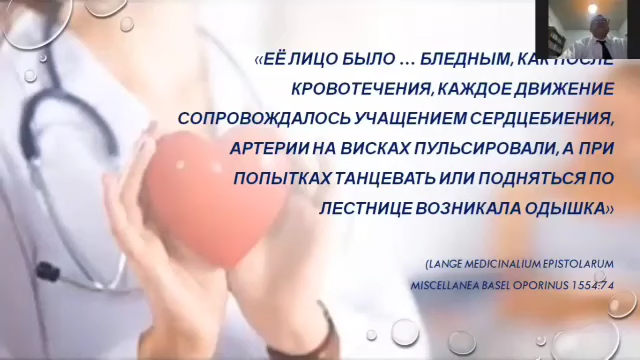 «ЕЁ ЛИЦО БЫЛО ... БЛЕДНЫМ, КАК ПОСЛЕ
КРОВОТЕЧЕНИЯ, КАЖДОЕ ДВИЖЕНИЕ
СОПРОВОЖДАЛОСЬ УЧАЩЕНИЕМ СЕРДЦЕБИЕНИЯ,
АРТЕРИИ НА ВИСКАХ ПУЛЬСИРОВАЛИ, А ПРИ
ПОПЫТКАХ ТАНЦЕВАТЬ ИЛИ ПОДНЯТЬСЯ ПО
ЛЕСТНИЦЕ ВОЗНИКАЛА ОДЫШКА»
(LANGE MEDICINALIUM EPISTOLARUM
MISCELLANEA BASEL OPORINUS 1554:74